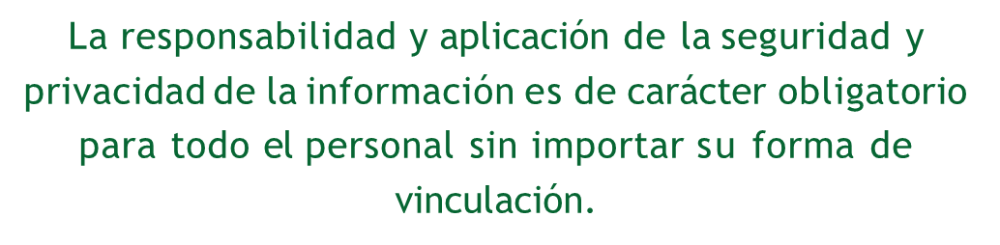 La responsabilidad y aplicación de la seguridad y
privacidad de la información es de carácter obligatorio
para todo el personal sin importar su forma de
vinculación.